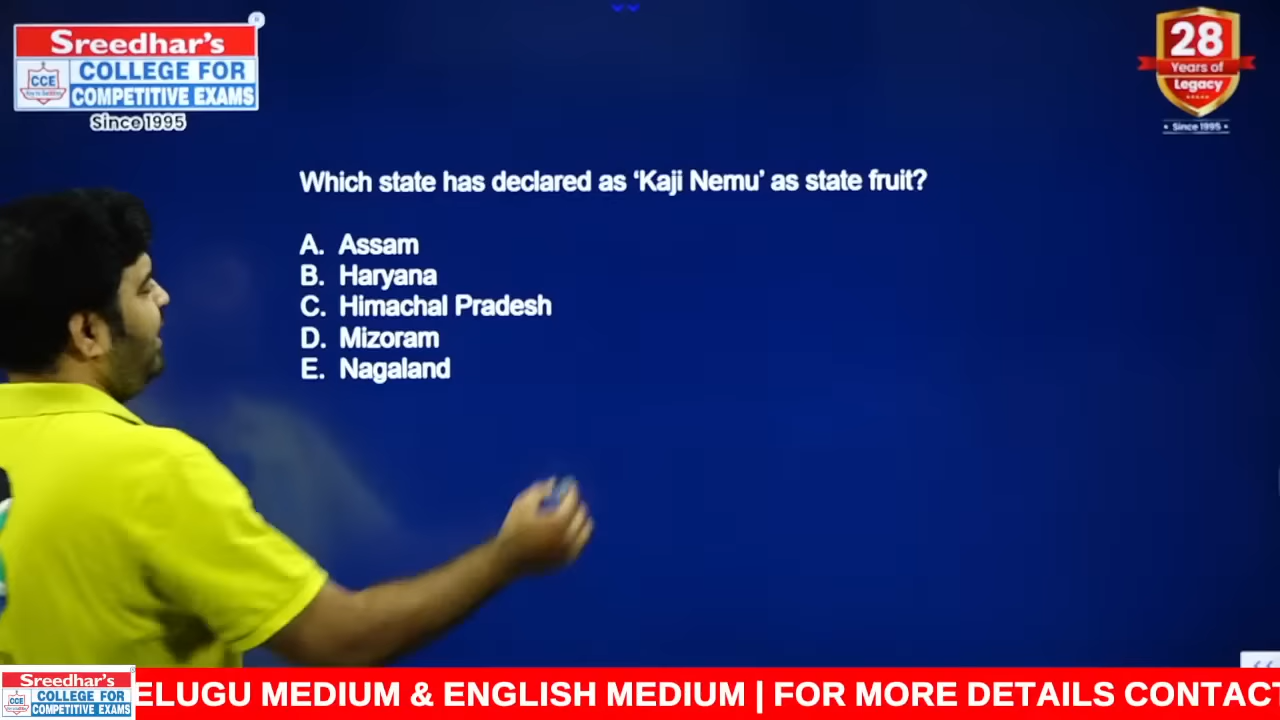 Sreedhar's
CCE
COLLEGE FOR
COMPETITIVE EXAMS
Since 1995
28
Years of
Legacy
• Since 1995 •
Which state has declared as ‘Kaji Nemu’ as state fruit?
A. Assam
B. Haryana
C. Himachal Pradesh
D. Mizoram
E. Nagaland
Sreedhar's
CCE
COLLEGE FOR
COMPETITIVE EXAMS
ELUGU MEDIUM & ENGLISH MEDIUM | FOR MORE DETAILS CONTACT